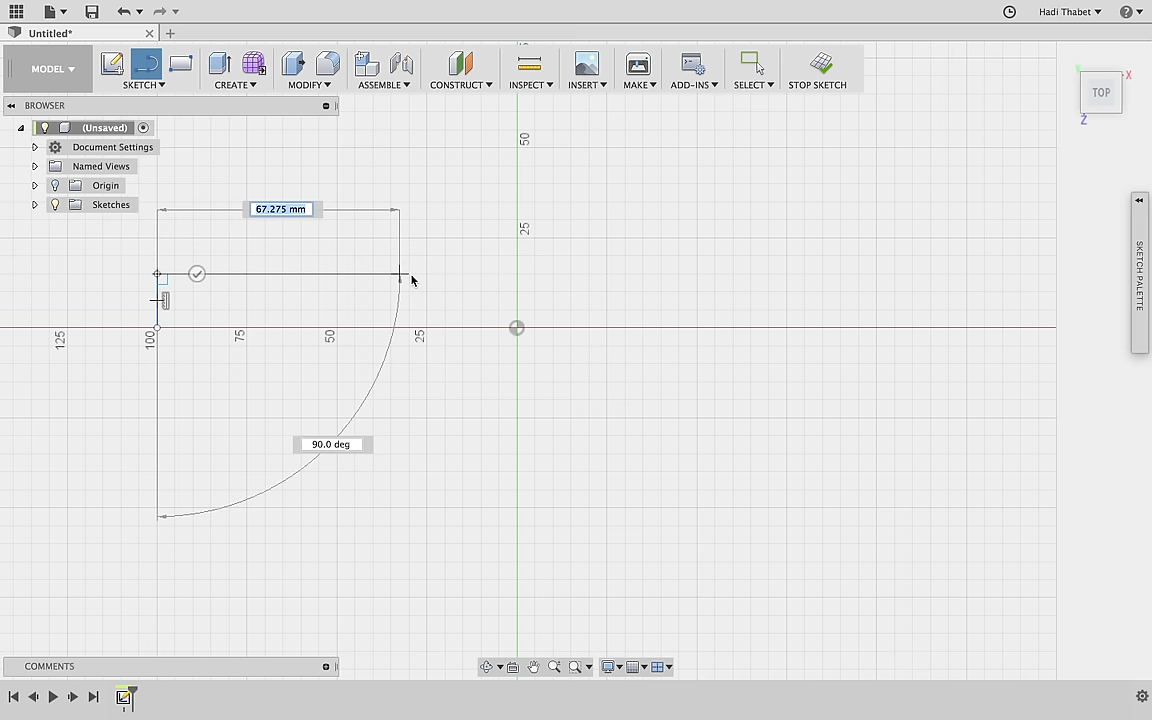 Hadi Thabet
Untitled*
MODEL
SKETCH
CREATE
MODIFY
ASSEMBLE
CONSTRUCT
INSPECT
INSERT
MAKE
ADD-INS
SELECT
STOP SKETCH
BROWSER
(Unsaved)
Document Settings
Named Views
Origin
Sketches
TOP
X
Y
Z
50
25
67.275 mm
SKETCH PALETTE
125
100
75
50
25
90.0 deg
COMMENTS